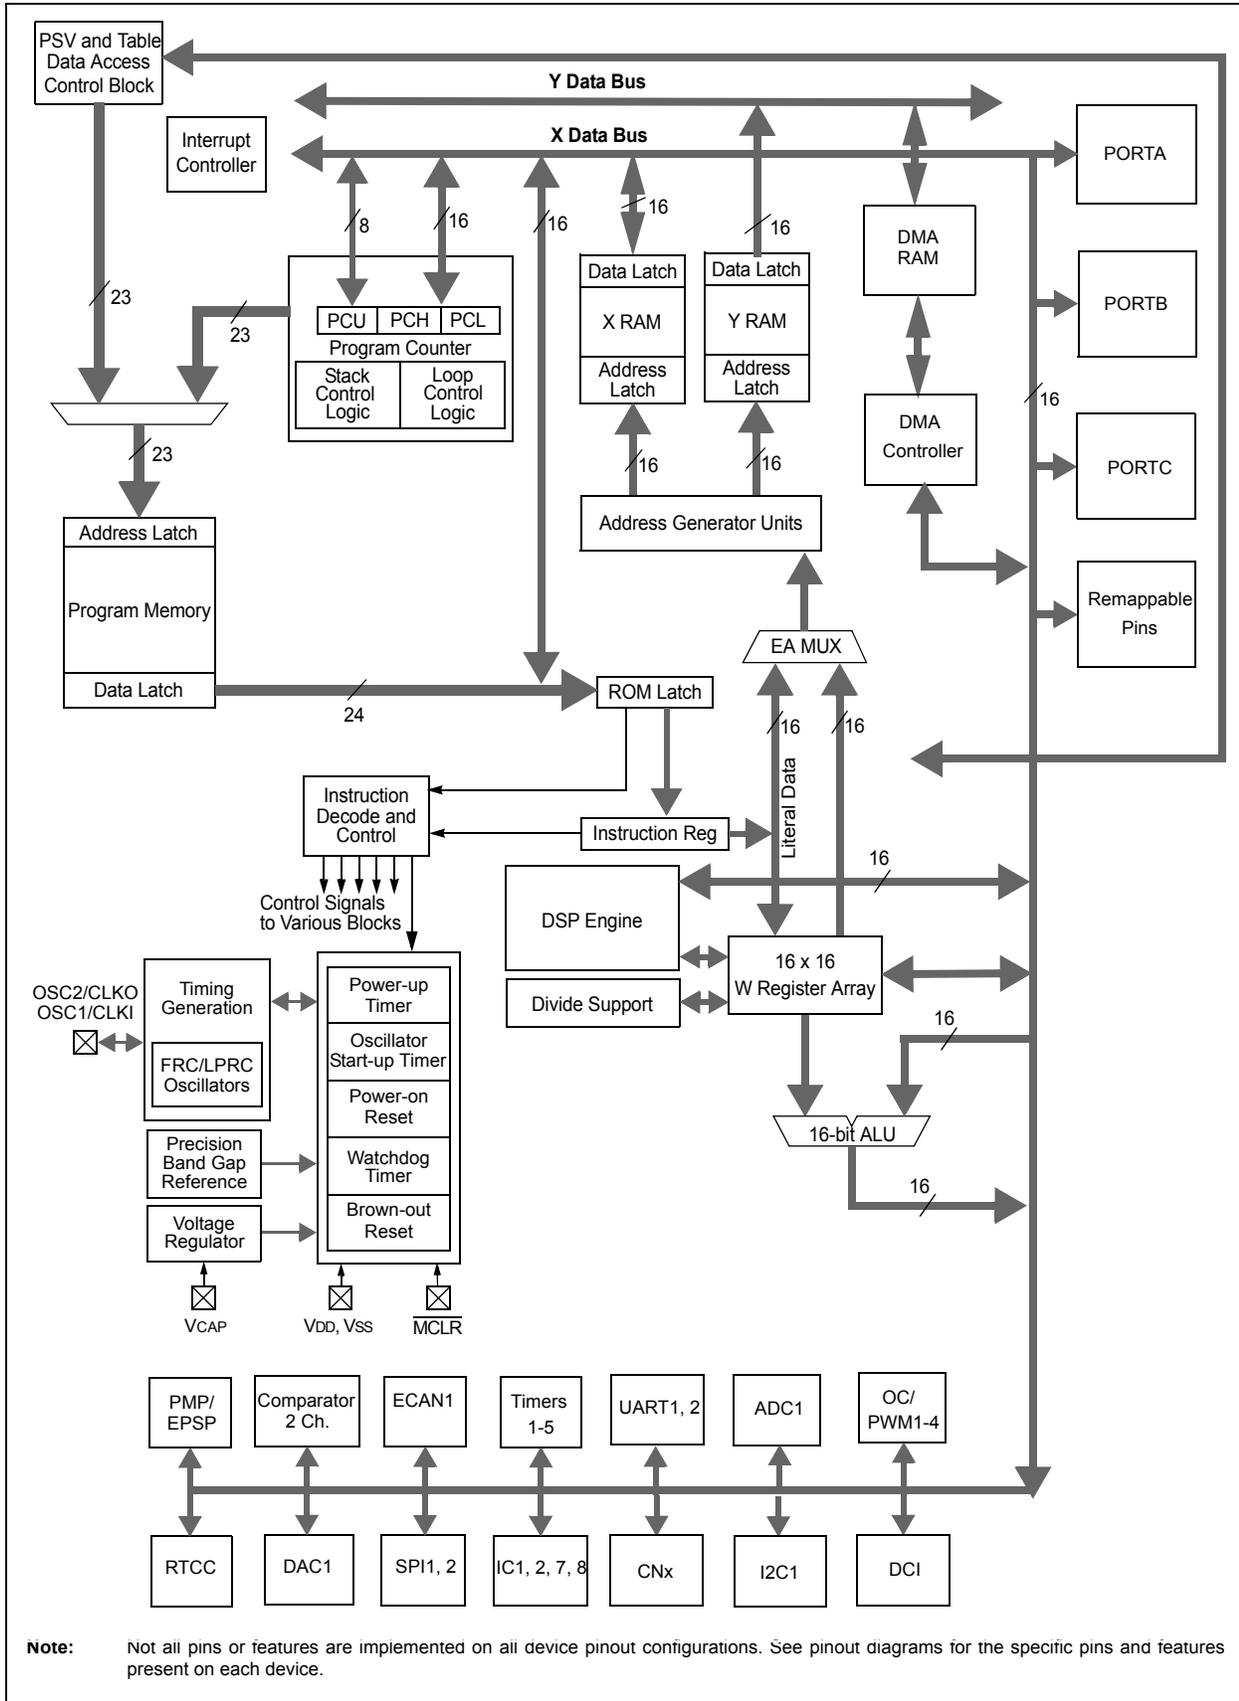 PSV and Table
Data Access
Control Block
Y Data Bus
Interrupt
Controller
X Data Bus
PORTA
8
16
16
16
16
DMA
RAM
23
23
Data Latch
X RAM
Address
Latch
Data Latch
Y RAM
Address
Latch
PORTB
PCU
PCH
PCL
Program Counter
Stack
Control
Logic
Loop
Control
Logic
16
DMA
Controller
23
16
16
PORTC
Address Latch
Program Memory
Data Latch
Address Generator Units
Remappable
Pins
EA MUX
24
ROM Latch
16
16
Literal Data
Instruction
Decode and
Control
Instruction Reg
Control Signals
to Various Blocks
16
DSP Engine
16 x 16
W Register Array
Divide Support
OSC2/CLKO
OSC1/CLKI
Timing
Generation
FRC/LPRC
Oscillators
Power-up
Timer
Oscillator
Start-up Timer
Power-on
Reset
Watchdog
Timer
Brown-out
Reset
16
16-bit ALU
16
Precision
Band Gap
Reference
Voltage
Regulator
VCAP
VDD, VSS
MCLR
PMP/
EPSP
Comparator
2 Ch.
ECAN1
Timers
1-5
UART1, 2
ADC1
OC/
PWM1-4
RTCC
DAC1
SPI1, 2
IC1, 2, 7, 8
CNx
I2C1
DCI
Note: Not all pins or features are implemented on all device pinout configurations. See pinout diagrams for the specific pins and features
present on each device.